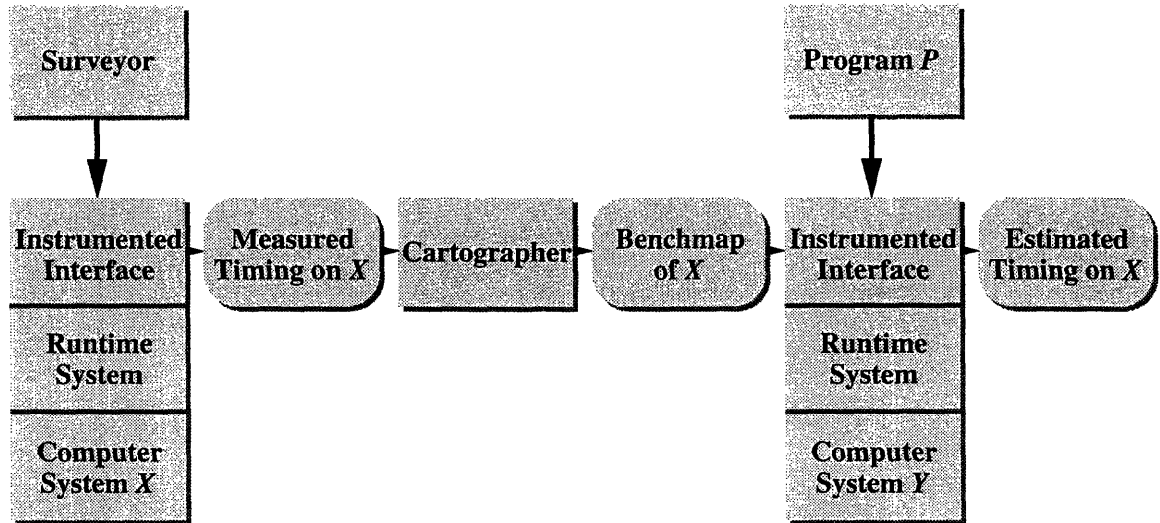 Surveyor
Program P
Instrumented
Interface
Measured
Timing on X
Cartographer
Benchmap
of X
Instrumented
Interface
Estimated
Timing on X
Runtime
System
Runtime
System
Computer
System X
Computer
System Y